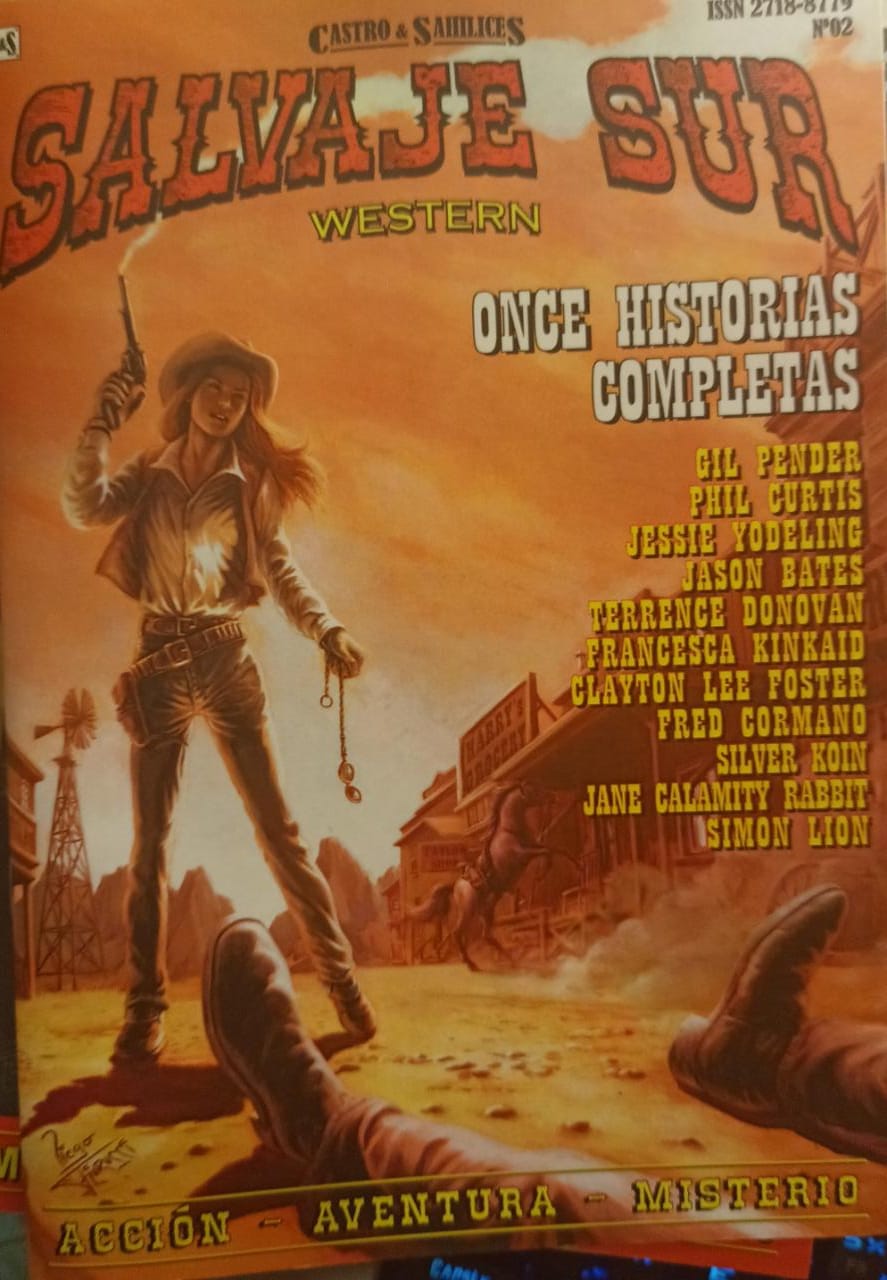 CASTRO & SAHILICES
ISSN 2718-8779
Nº02
SALVAJE SUR
WESTERN
ONCE HISTORIAS
COMPLETAS
GIL PENDER
PHIL CURTIS
JESSIE YODELING
JASON BATES
TERRENCE DONOVAN
FRANCESCA KINKAID
CLAYTON LEE FOSTER
FRED CORMANO
SILVER KOIN
JANE CALAMITY RABBIT
SIMON LION
HARRY'S
GROCERY
ACCIÓN - AVENTURA - MISTERIO